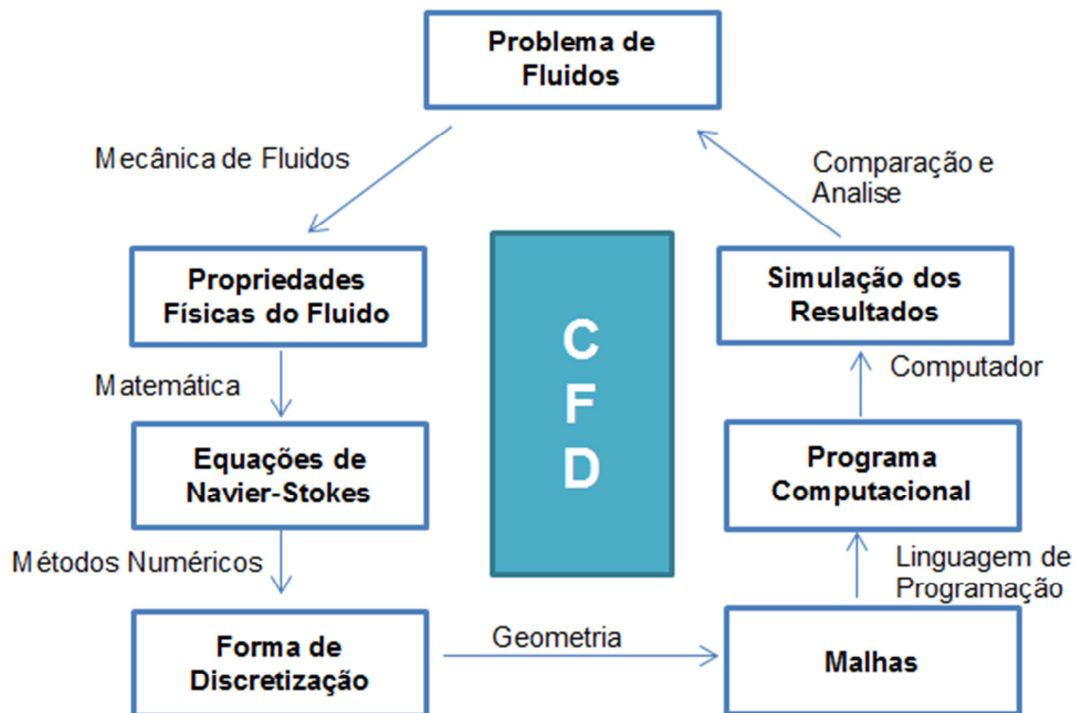 Problema de
Fluidos
Mecânica de Fluidos
Propriedades
Físicas do Fluido
Matemática
Equações de
Navier-Stokes
Métodos Numéricos
Forma de
Discretização
Geometria
Malhas
Linguagem de
Programação
Programa
Computacional
Computador
Simulação dos
Resultados
Comparação e
Analise
C
F
D